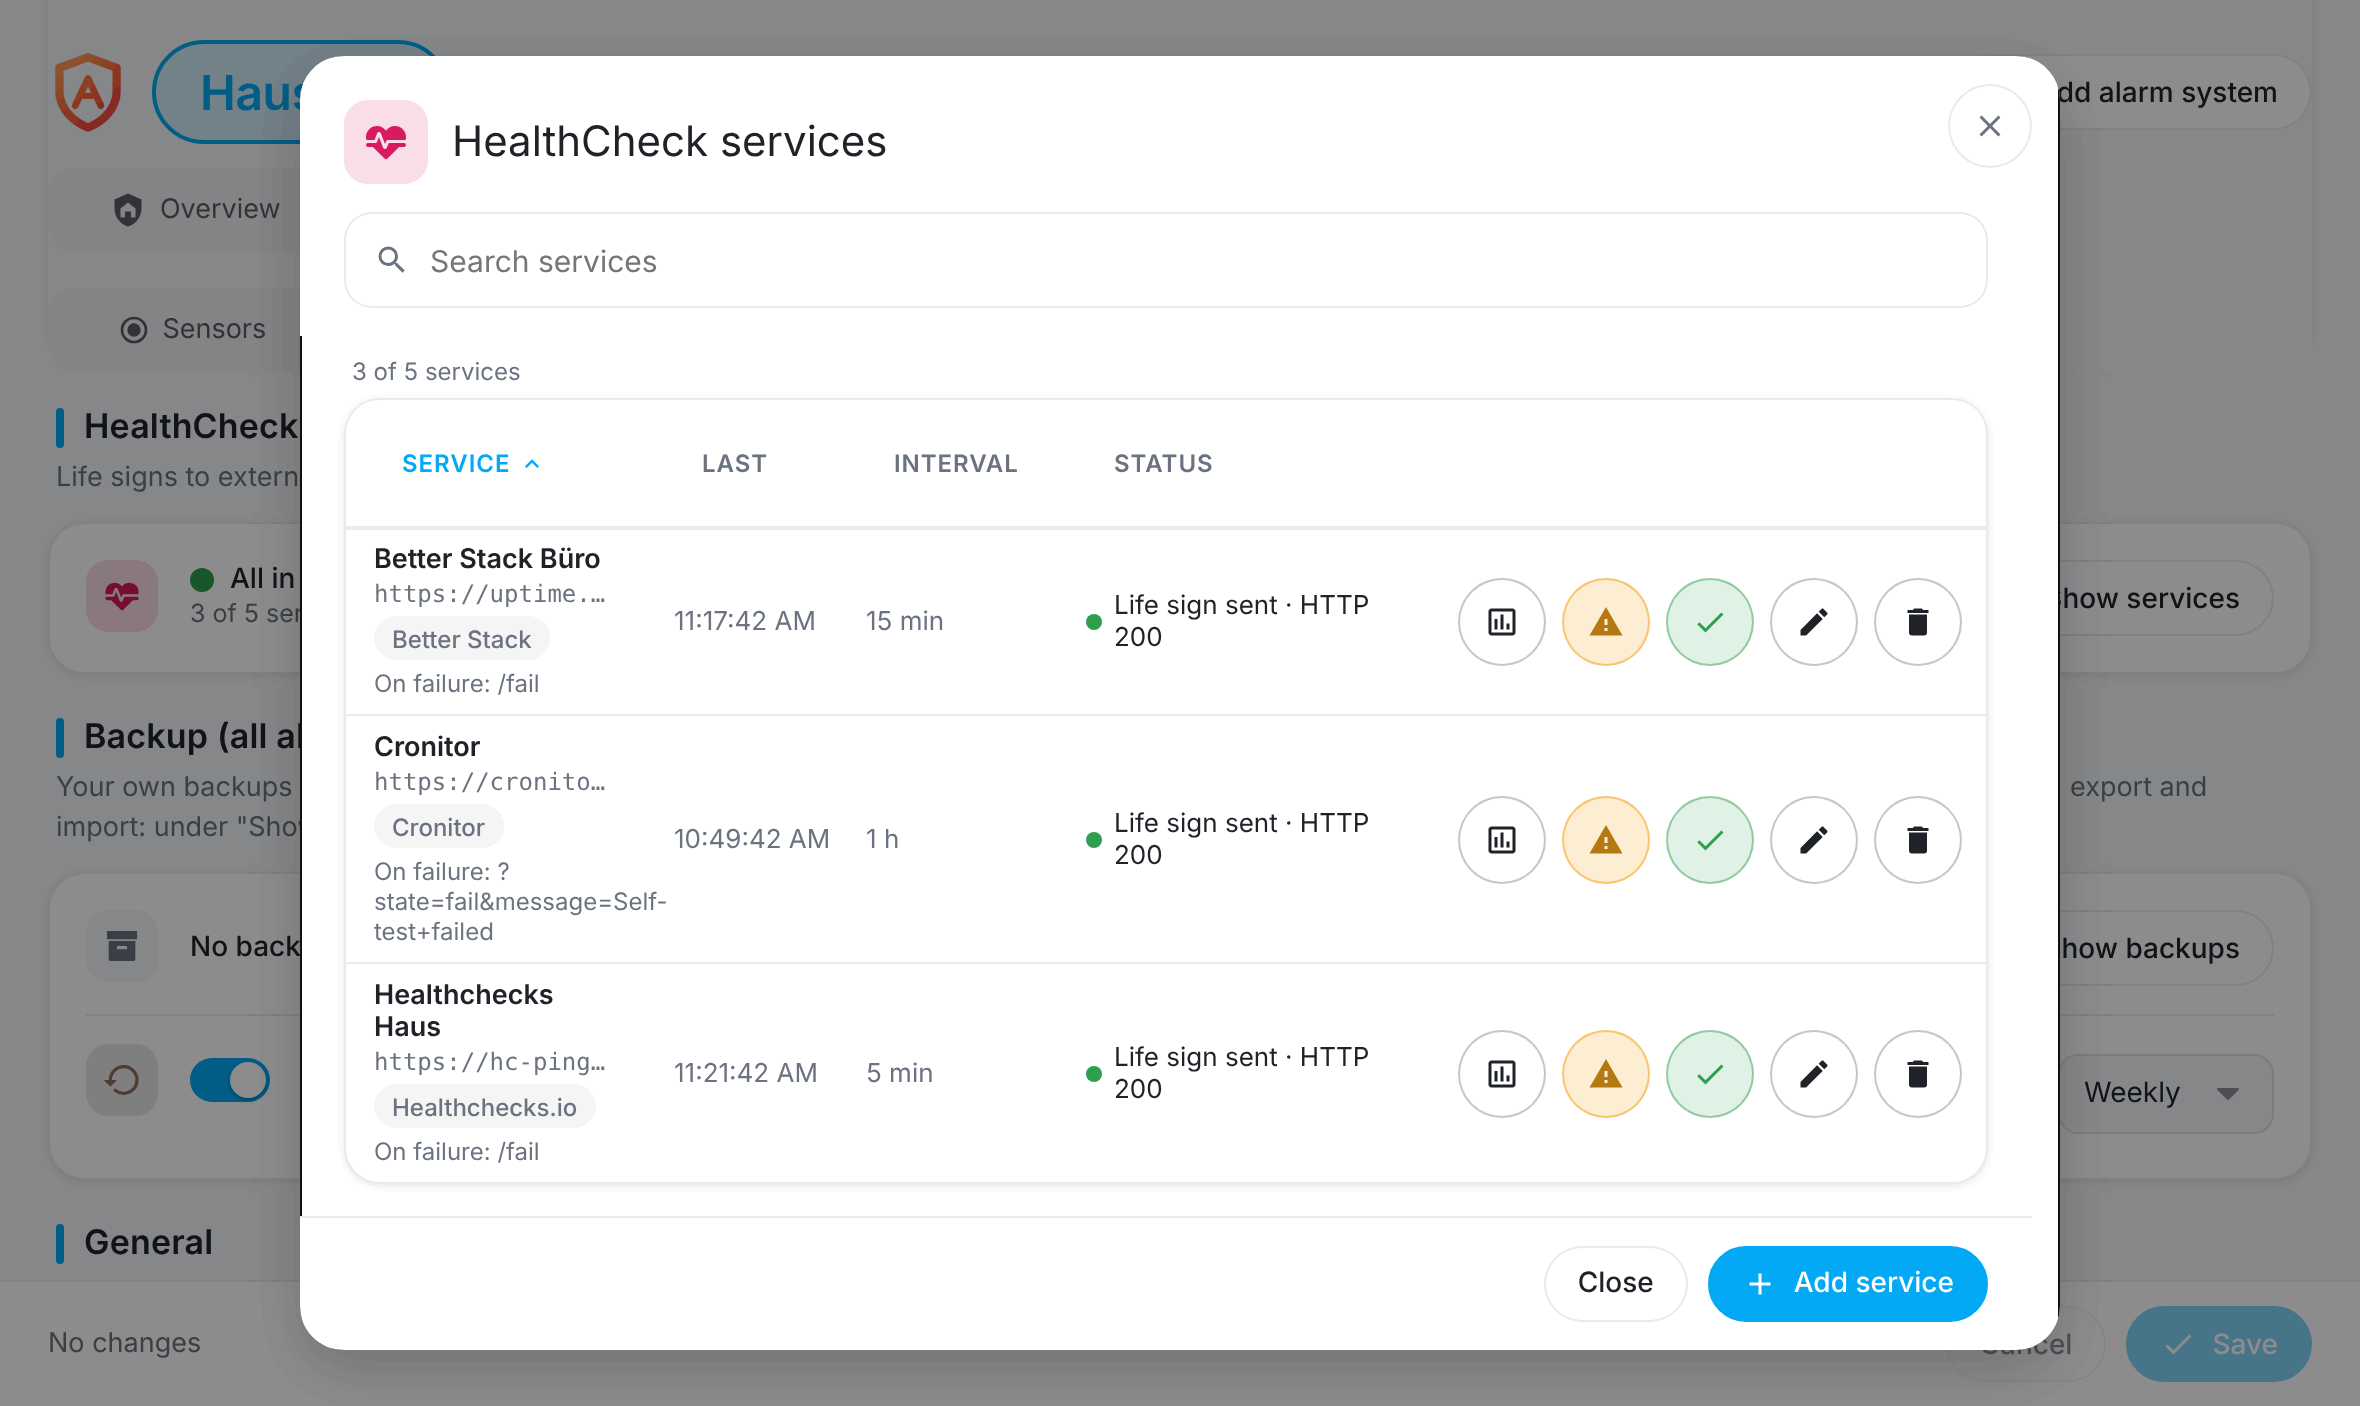 Haus
dd alarm system
HealthCheck services
Overview
Search services
Sensors
3 of 5 services
HealthCheck
Life signs to extern
SERVICE
LAST
INTERVAL
STATUS
Better Stack Büro
https://uptime.…
Better Stack
On failure: /fail
11:17:42 AM
15 min
Life sign sent · HTTP
200
All in
3 of 5 ser
how services
Backup (all al
Your own backups
import: under "Show
export and
Cronitor
https://cronito…
Cronitor
On failure: ?
state=fail&message=Self-
test+failed
10:49:42 AM
1 h
Life sign sent · HTTP
200
No back
how backups
Healthchecks
Haus
https://hc-ping…
Healthchecks.io
On failure: /fail
11:21:42 AM
5 min
Life sign sent · HTTP
200
Weekly
General
Close
Add service
No changes
Cancel
Save